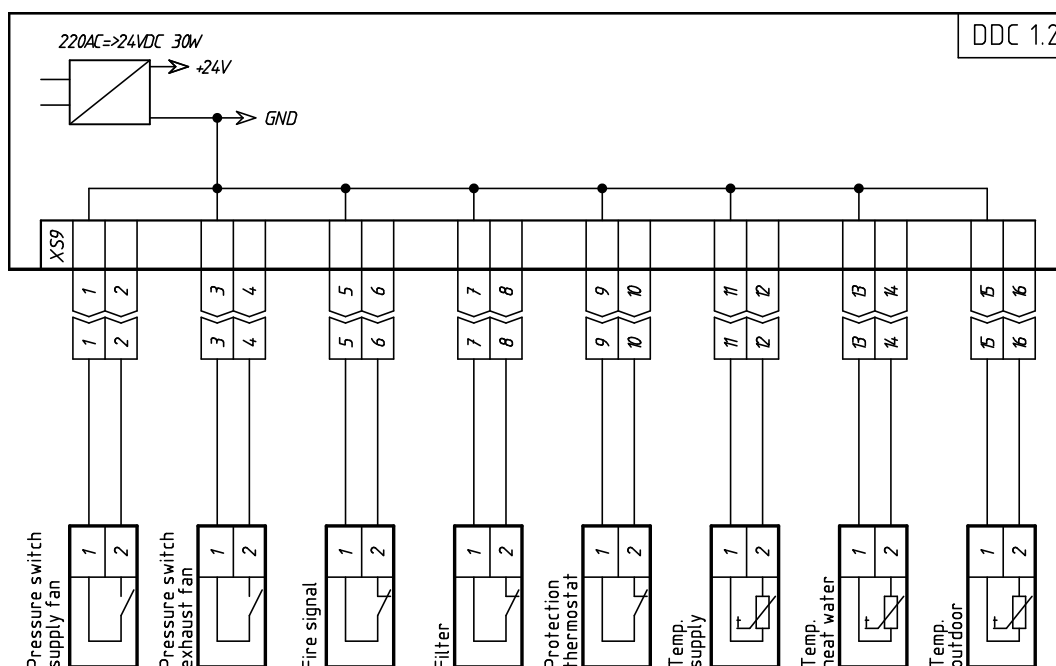 220AC=>24VDC 30W
DDC 1.2
+24V
GND
XS9
1 2 3 4 5 6 7 8 9 10 11 12 13 14 15 16
1 2 3 4 5 6 7 8 9 10 11 12 13 14 15 16
1 2 1 2 1 2 1 2 1 2 1 2 1 2 1 2
Pressure switch
supply fan
Pressure switch
exhaust fan
Fire signal
Filter
Protection
thermostat
Temp.
supply
t
Temp.
heat water
t
Temp.
outdoor
t